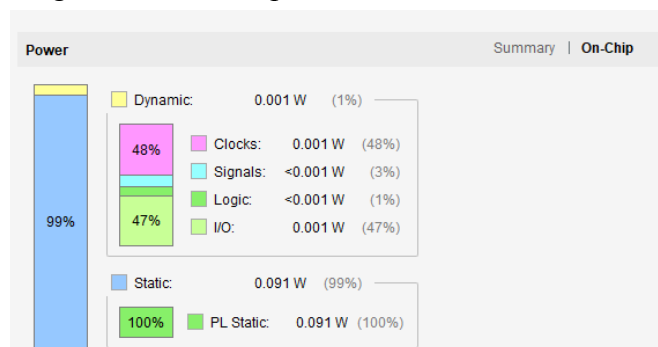 Power Summary | On-Chip
Dynamic: 0.001 W (1%)
48% Clocks: 0.001 W (48%)
Signals: <0.001 W (3%)
Logic: <0.001 W (1%)
99% 47% I/O: 0.001 W (47%)
Static: 0.091 W (99%)
100% PL Static: 0.091 W (100%)